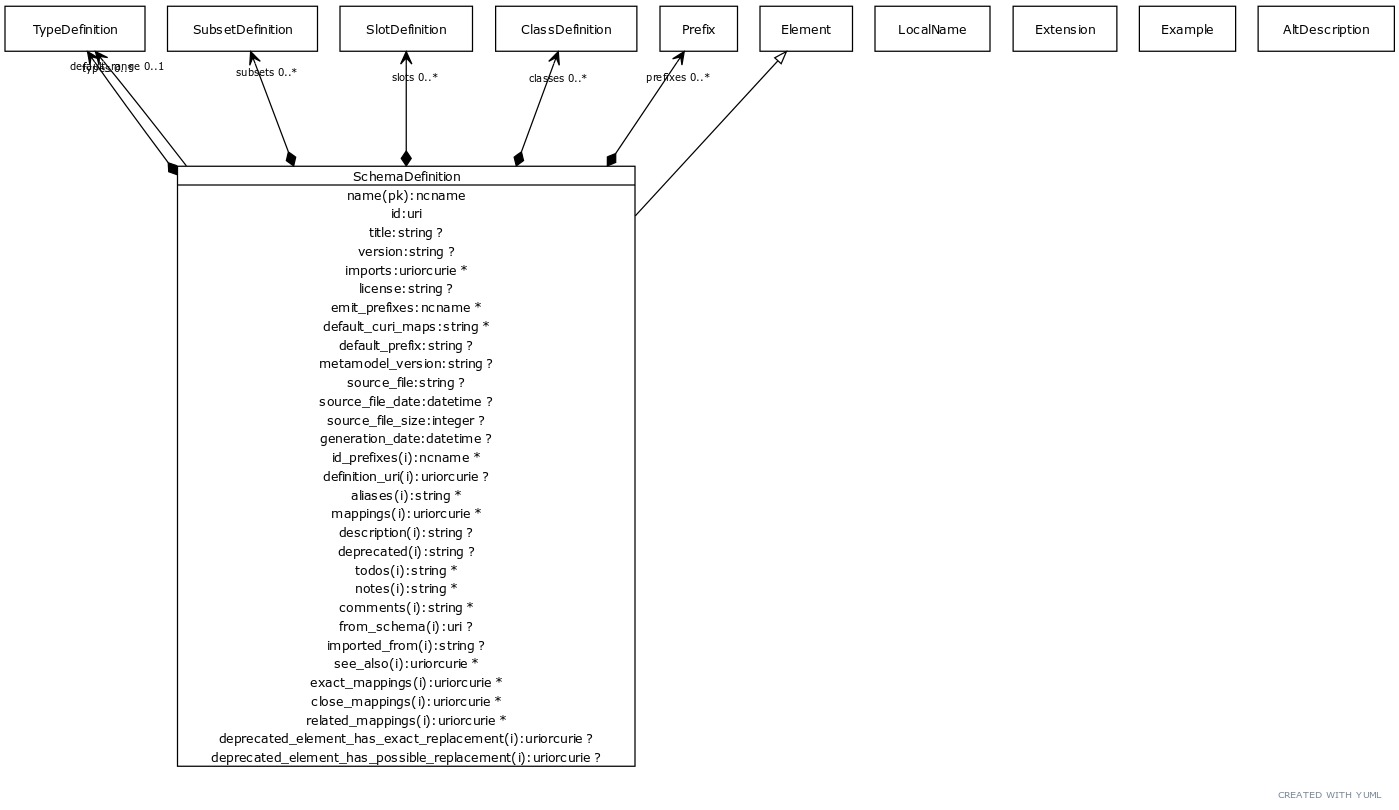 TypeDefinition
SubsetDefinition
SlotDefinition
ClassDefinition
Prefix
Element
LocalName
Extension
Example
AltDescription
default_range 0..1
types 0..*
subsets 0..*
slots 0..*
classes 0..*
prefixes 0..*
SchemaDefinition
name(pk):ncname
id:uri
title:string ?
version:string ?
imports:uriorcurie *
license:string ?
emit_prefixes:ncname *
default_curi_maps:string *
default_prefix:string ?
metamodel_version:string ?
source_file:string ?
source_file_date:datetime ?
source_file_size:integer ?
generation_date:datetime ?
id_prefixes(i):ncname *
definition_uri(i):uriorcurie ?
aliases(i):string *
mappings(i):uriorcurie *
description(i):string ?
deprecated(i):string ?
todos(i):string *
notes(i):string *
comments(i):string *
from_schema(i):uri ?
imported_from(i):string ?
see_also(i):uriorcurie *
exact_mappings(i):uriorcurie *
close_mappings(i):uriorcurie *
related_mappings(i):uriorcurie *
deprecated_element_has_exact_replacement(i):uriorcurie ?
deprecated_element_has_possible_replacement(i):uriorcurie ?
CREATED WITH YUML